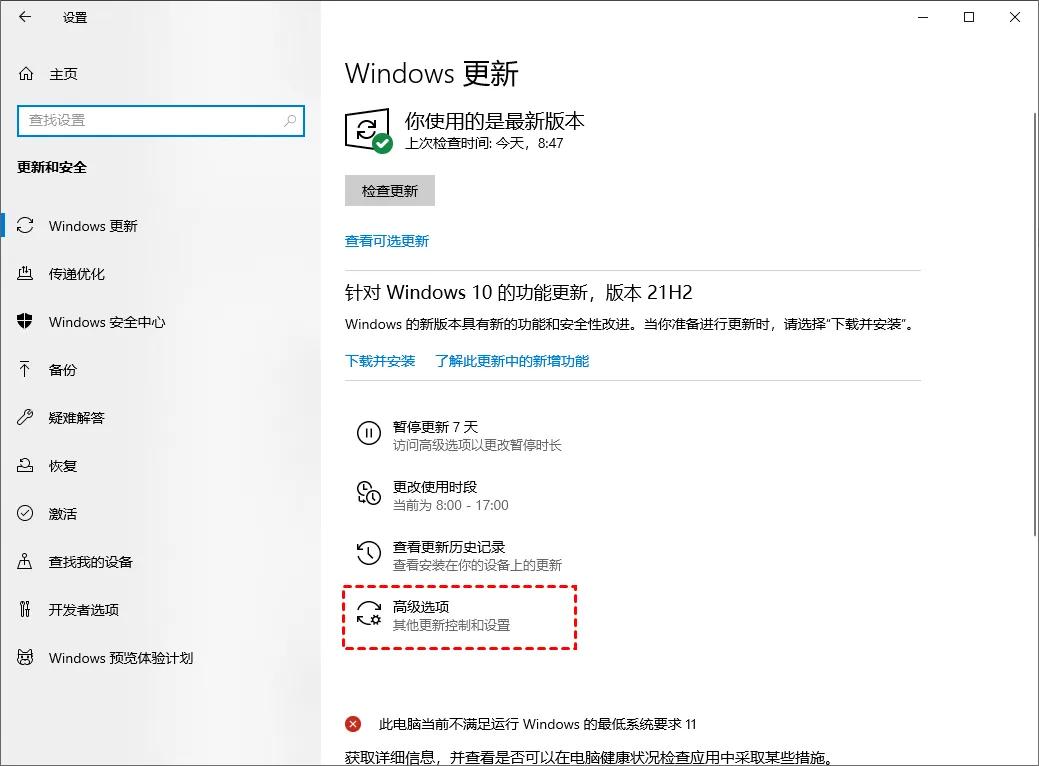 设置
主页
查找设置
更新和安全
Windows 更新
传递优化
Windows 安全中心
备份
疑难解答
恢复
激活
查找我的设备
开发者选项
Windows 预览体验计划
Windows 更新
你使用的是最新版本
上次检查时间: 今天，8:47
检查更新
查看可选更新
针对 Windows 10 的功能更新，版本 21H2
Windows 的新版本具有新的功能和安全性改进。当你准备进行更新时，请选择“下载并安装”。
下载并安装 了解此更新中的新增功能
暂停更新 7 天
访问高级选项以更改暂停时长
更改使用时段
当前为 8:00 - 17:00
查看更新历史记录
查看安装在你的设备上的更新
高级选项
其他更新控制和设置
此电脑当前不满足运行 Windows 的最低系统要求 11
获取详细信息，并查看是否可以在电脑健康状况检查应用中采取某些措施。